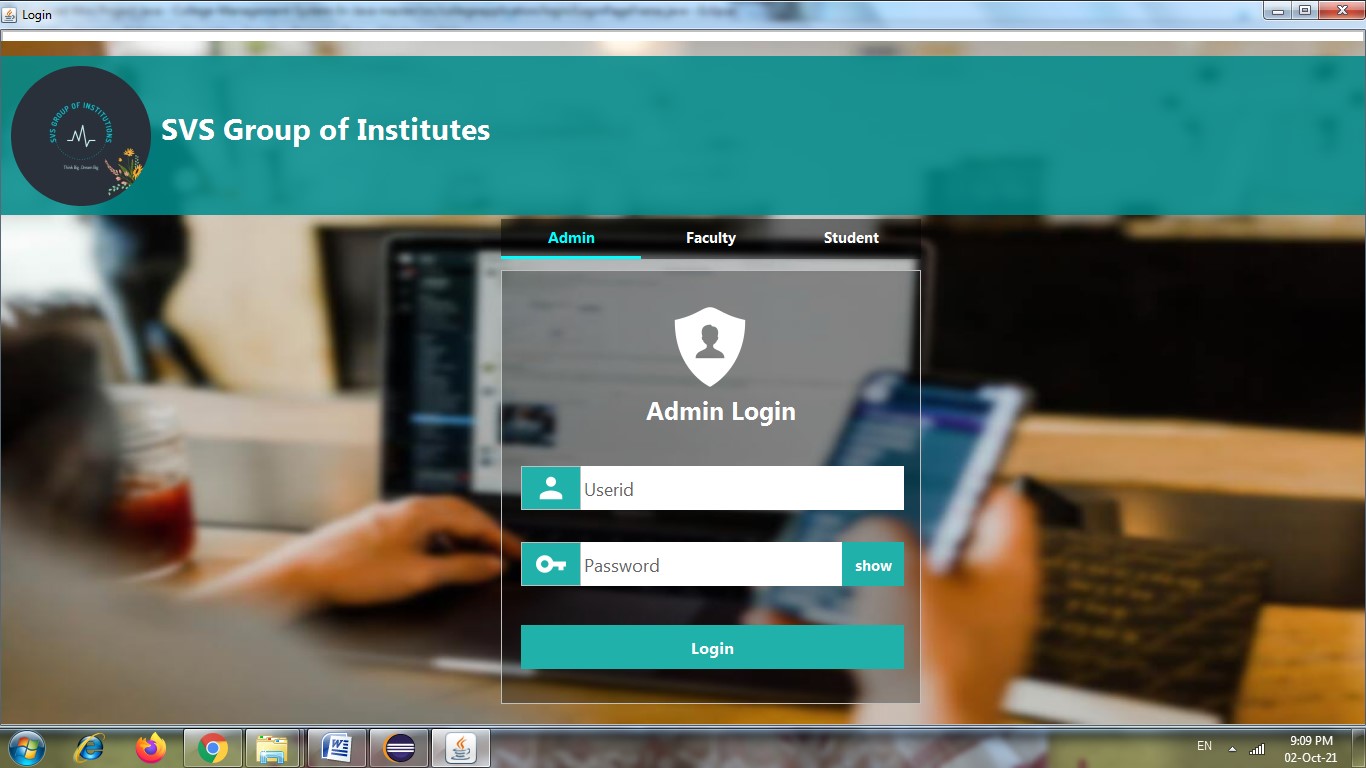 Login
SVS GROUP OF INSTITUTIONS
Think Big, Dream Big
SVS Group of Institutes
Admin Faculty Student
Admin Login
Userid
Password show
Login
EN
9:09 PM
02-Oct-21